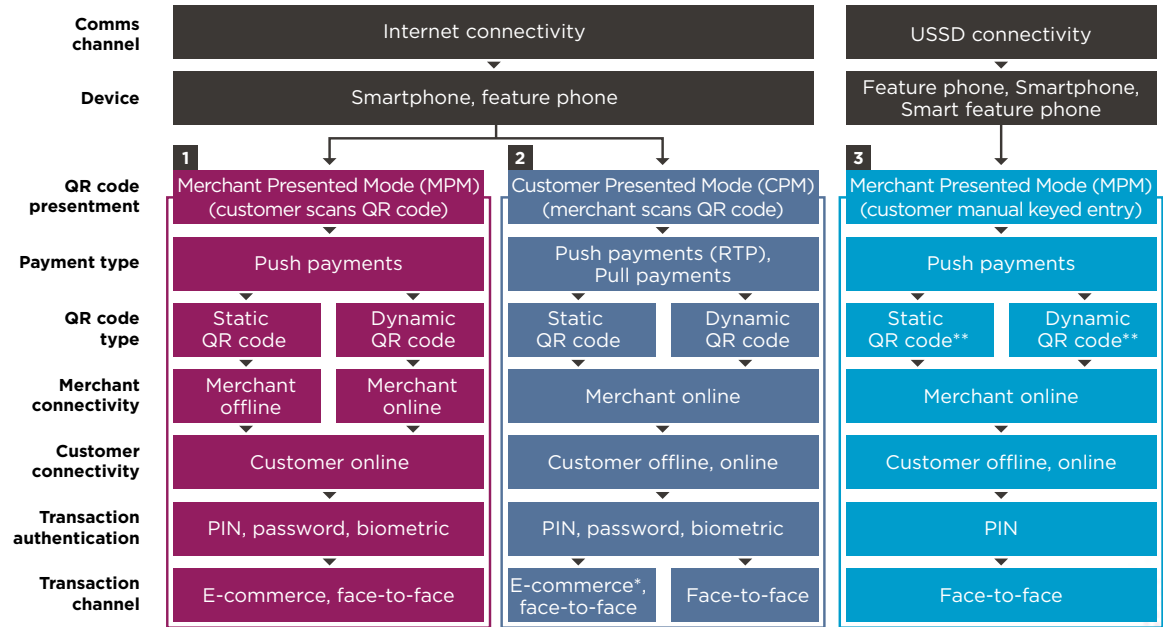 Comms
channel
Internet connectivity
USSD connectivity
Device
Smartphone, feature phone
Feature phone, Smartphone,
Smart feature phone
1
2
3
QR code
presentment
Merchant Presented Mode (MPM)
(customer scans QR code)
Customer Presented Mode (CPM)
(merchant scans QR code)
Merchant Presented Mode (MPM)
(customer manual keyed entry)
Payment type
Push payments
Push payments (RTP),
Pull payments
Push payments
QR code
type
Static
QR code
Dynamic
QR code
Static
QR code
Dynamic
QR code
Static
QR code**
Dynamic
QR code**
Merchant
connectivity
Merchant
offline
Merchant
online
Merchant online
Merchant online
Customer
connectivity
Customer online
Customer offline, online
Customer offline, online
Transaction
authentication
PIN, password, biometric
PIN, password, biometric
PIN
Transaction
channel
E-commerce, face-to-face
E-commerce*,
face-to-face
Face-to-face
Face-to-face